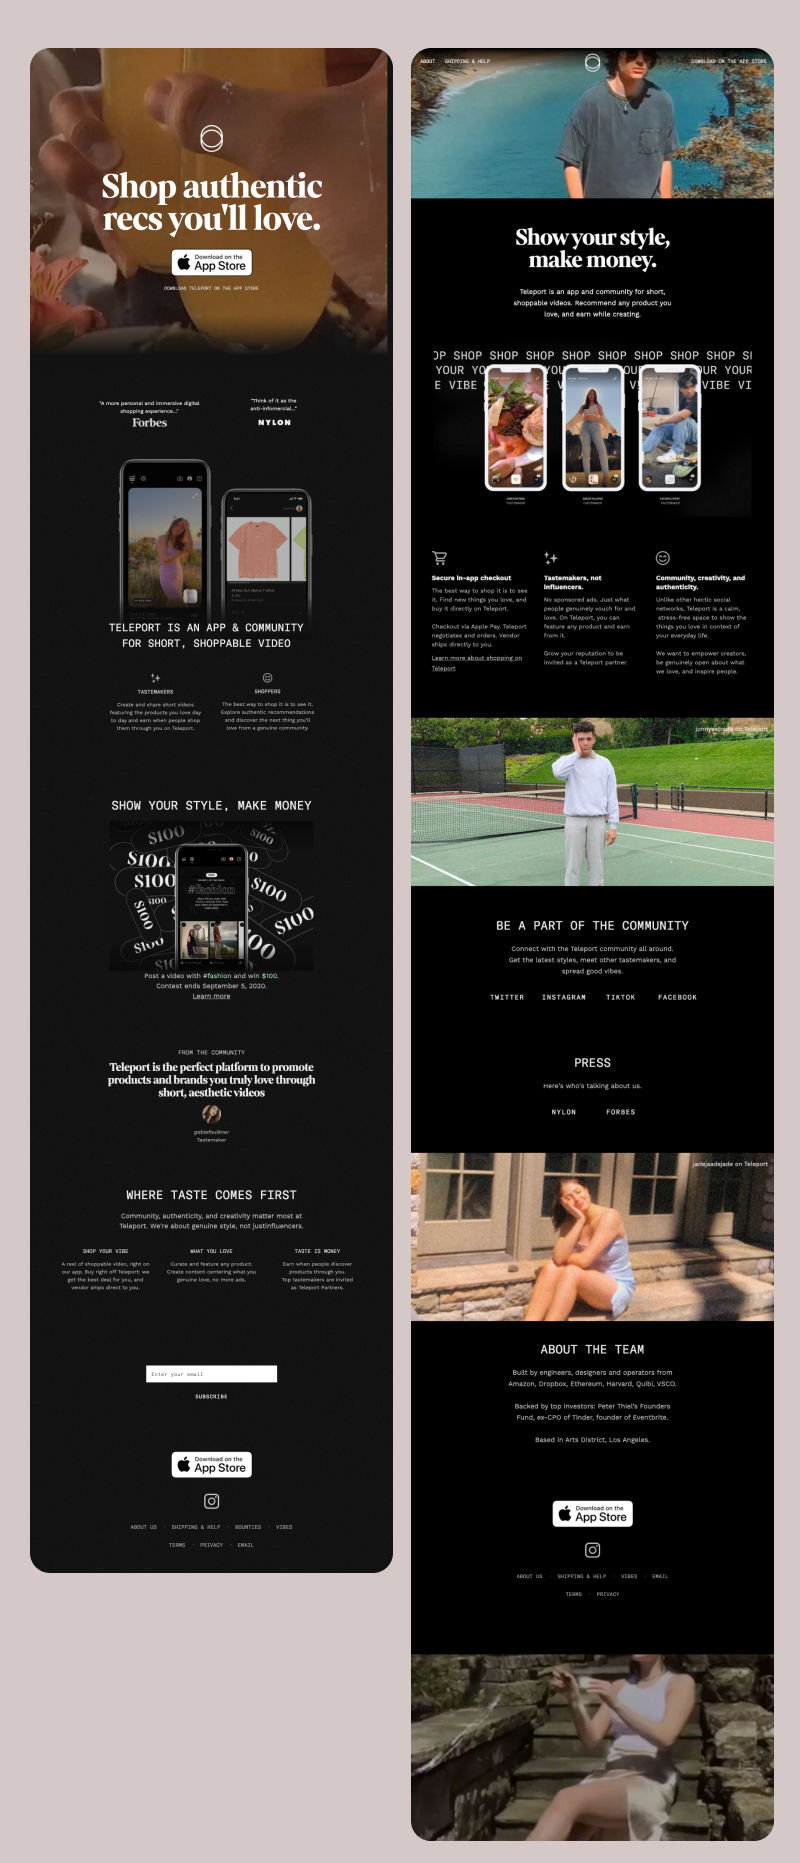 Shop authentic
recs you'll love.
Download on the
App Store
DOWNLOAD TELEPORT ON THE APP STORE
"A more personal and immersive digital
shopping experience..."
Forbes
"Think of it as the
anti-infomercial..."
NYLON
TELEPORT IS AN APP & COMMUNITY
FOR SHORT, SHOPPABLE VIDEO
TASTEMAKERS
Create and share short videos
featuring the products you love day
to day and earn when people shop
them through you on Teleport.
SHOPPERS
The best way to shop it is to see it.
Explore authentic recommendations
and discover the next thing you'll
love from a genuine community.
SHOW YOUR STYLE, MAKE MONEY
$100
$100
$100
$100
$100
$100
$100
$100
#fashion
Post a video with #fashion and win $100.
Contest ends September 5, 2020.
Learn more
FROM THE COMMUNITY
Teleport is the perfect platform to promote
products and brands you truly love through
short, aesthetic videos
gabiefaulkner
Tastemaker
WHERE TASTE COMES FIRST
Community, authenticity, and creativity matter most at
Teleport. We're about genuine style, not justinfluencers.
SHOP YOUR VIBE
A reel of shoppable video, right on
our app. Buy right off Teleport: we
get the best deal for you, and
vendor ships direct to you.
WHAT YOU LOVE
Curate and feature any product.
Create content centering what you
genuine love, no more ads.
TASTE IS MONEY
Earn when people discover
products through you.
Top tastemakers are invited
as Teleport Partners.
Enter your email
SUBSCRIBE
Download on the
App Store
ABOUT US · SHIPPING & HELP · BOUNTIES · VIBES
TERMS · PRIVACY · EMAIL
ABOUT SHIPPING & HELP
DOWNLOAD ON THE APP STORE
Show your style,
make money.
Teleport is an app and community for short,
shoppable videos. Recommend any product you
love, and earn while creating.
OP SHOP SHOP SHOP SHOP SHOP SHOP S
YOUR YOUR
E VIBE
VIBE VI
Secure in-app checkout
The best way to shop it is to see
it. Find new things you love, and
buy it directly on Teleport.
Checkout via Apple Pay. Teleport
negotiates and orders. Vendor
ships directly to you.
Learn more about shopping on
Teleport
Tastemakers, not
influencers.
No sponsored ads. Just what
people genuinely vouch for and
love. On Teleport, you can
feature any product and earn
from it.
Grow your reputation to be
invited as a Teleport partner.
Community, creativity, and
authenticity.
Unlike other hectic social
networks, Teleport is a calm,
stress-free space to show the
things you love in context of
your everyday life.
We want to empower creators,
be genuinely open about what
we love, and inspire people.
on Teleport
BE A PART OF THE COMMUNITY
Connect with the Teleport community all around.
Get the latest styles, meet other tastemakers, and
spread good vibes.
TWITTER INSTAGRAM TIKTOK FACEBOOK
PRESS
Here's who's talking about us.
NYLON FORBES
jadejaadejade on Teleport
ABOUT THE TEAM
Built by engineers, designers and operators from
Amazon, Dropbox, Ethereum, Harvard, Quibi, VSCO.
Backed by top Investors: Peter Thiel's Founders
Fund, ex-CPO of Tinder, founder of Eventbrite.
Based in Arts District, Los Angeles.
Download on the
App Store
ABOUT US · SHIPPING & HELP · VIBES · EMAIL
TERMS · PRIVACY